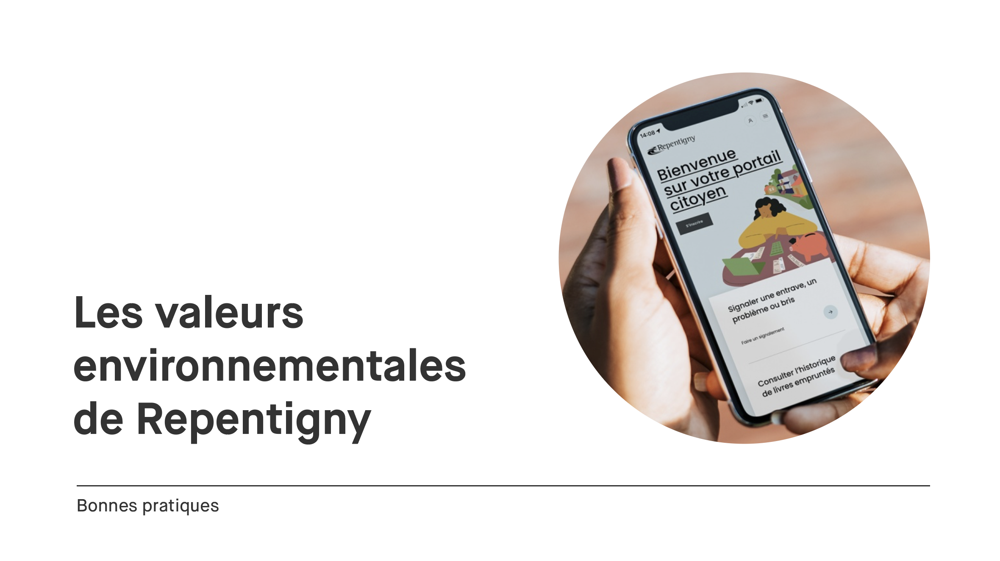 Les valeurs
environnementales
de Repentigny
14:08
Repentigny
Bienvenue
sur votre portail
citoyen
S'inscrire
Signaler une entrave, un
problème ou bris
Faire un signalement
Consulter l'historique
de livres empruntés
Bonnes pratiques